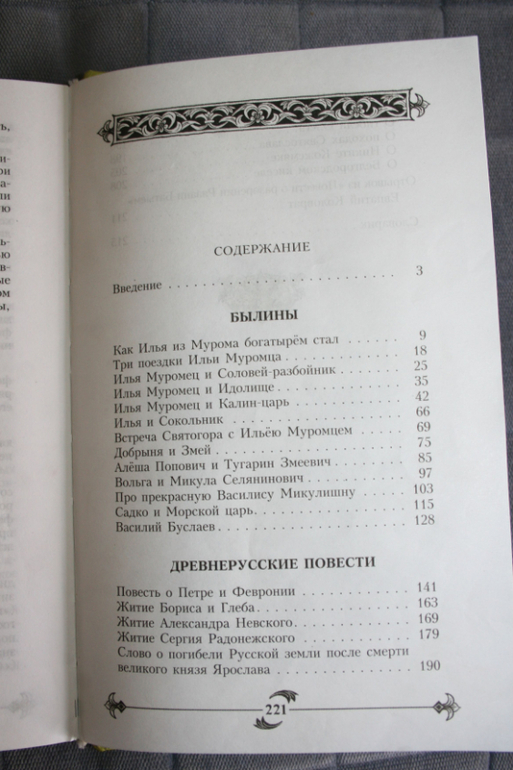 СОДЕРЖАНИЕ
Введение . . . . . . . . . . . . . . . . . . . . . . . . . . 3
БЫЛИНЫ
Как Илья из Мурома богатырём стал . . . . . . 9
Три поездки Ильи Муромца . . . . . . . . . . . . . 18
Илья Муромец и Соловей-разбойник . . . . . . . 25
Илья Муромец и Идолище . . . . . . . . . . . . . . 35
Илья Муромец и Калин-царь . . . . . . . . . . . . 42
Илья и Сокольник . . . . . . . . . . . . . . . . . . . 66
Встреча Святогора с Ильёю Муромцем . . . . . 69
Добрыня и Змей . . . . . . . . . . . . . . . . . . . . 75
Алёша Попович и Тугарин Змеевич . . . . . . . . 85
Вольга и Микула Селянинович . . . . . . . . . . . 97
Про прекрасную Василису Микулишну . . . . . 103
Садко и Морской царь . . . . . . . . . . . . . . . . 115
Василий Буслаев . . . . . . . . . . . . . . . . . . . . 128
ДРЕВНЕРУССКИЕ ПОВЕСТИ
Повесть о Петре и Февронии . . . . . . . . . . . 141
Житие Бориса и Глеба . . . . . . . . . . . . . . . . 163
Житие Александра Невского . . . . . . . . . . . . 169
Житие Сергия Радонежского . . . . . . . . . . . . 179
Слово о погибели Русской земли после смерти
великого князя Ярослава . . . . . . . . . . . . . . . 190
221